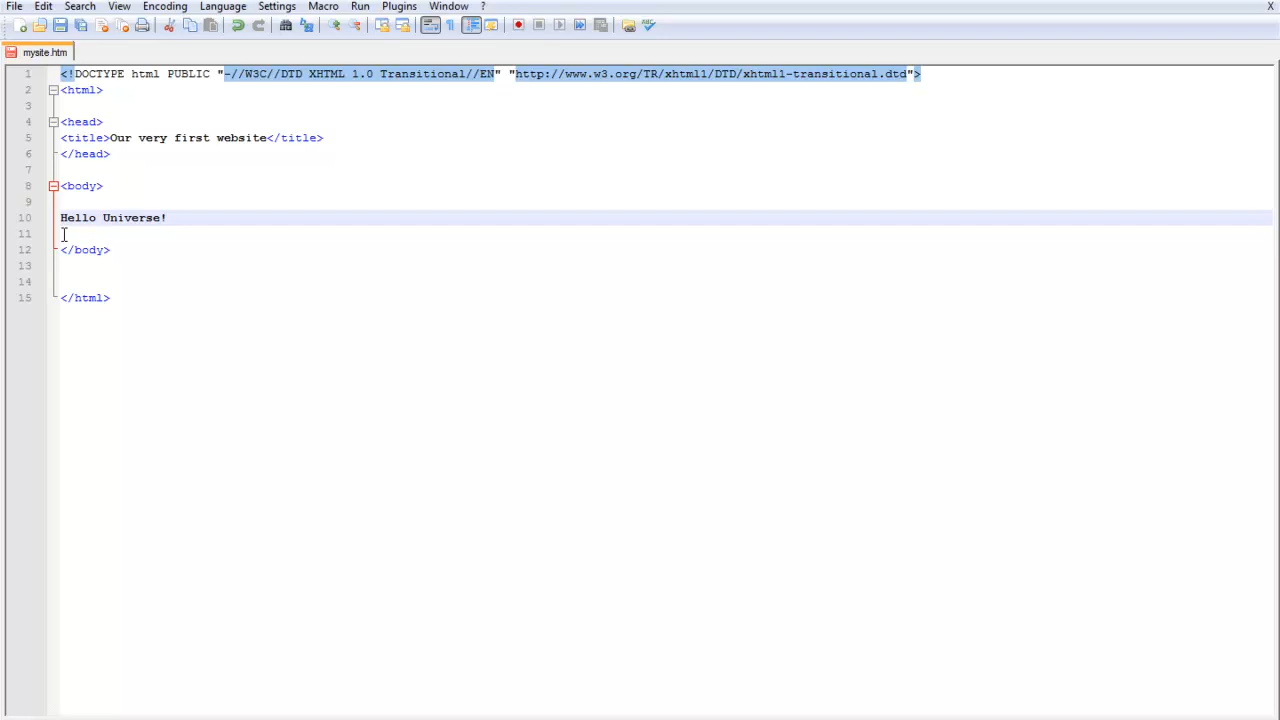 File Edit Search View Encoding Language Settings Macro Run Plugins Window ? X
mysite.htm
1 <!DOCTYPE html PUBLIC "-//W3C//DTD XHTML 1.0 Transitional//EN" "http://www.w3.org/TR/xhtml1/DTD/xhtml1-transitional.dtd">
2 <html>
3
4 <head>
5 <title>Our very first website</title>
6 </head>
7
8 <body>
9
10 Hello Universe!
11
12 </body>
13
14
15 </html>